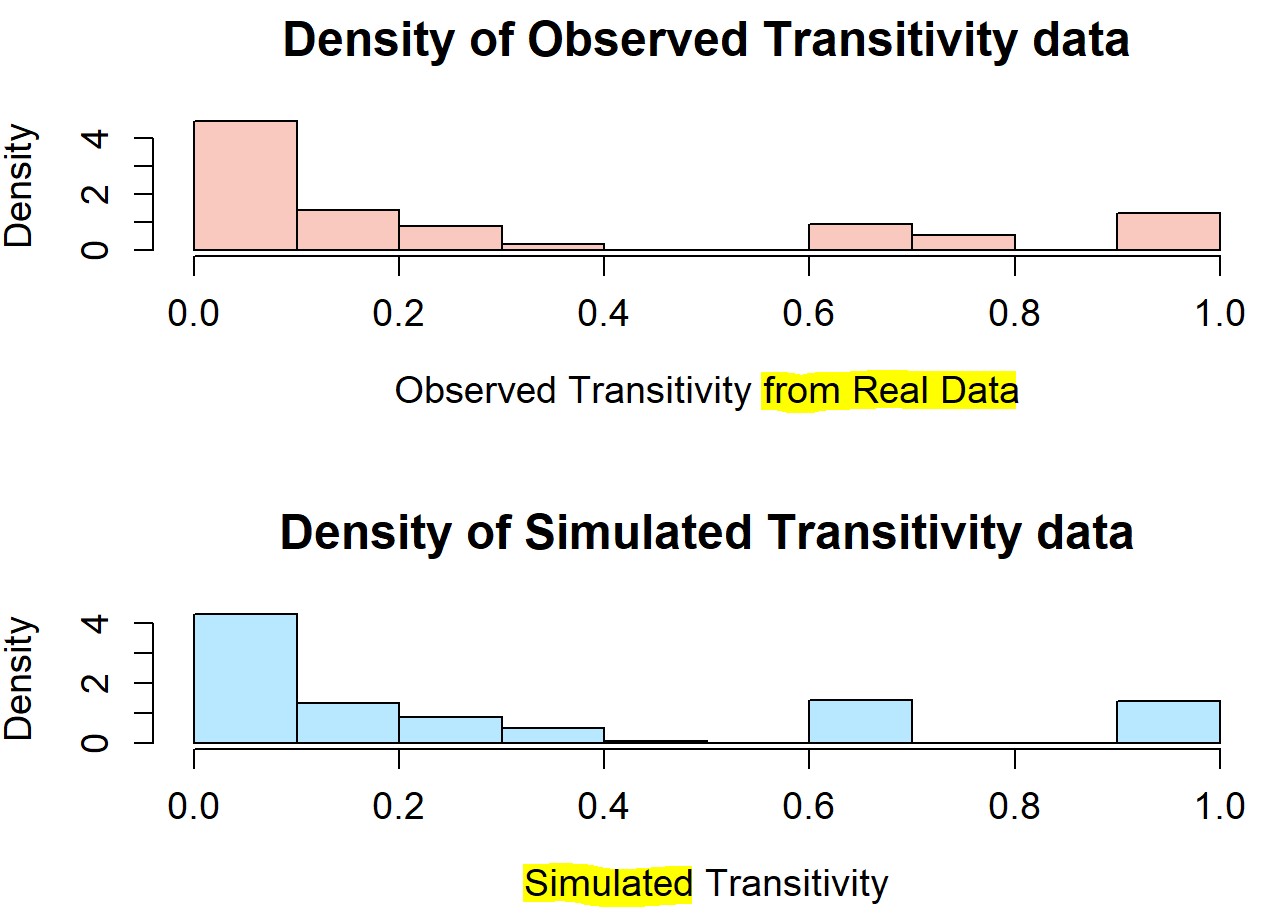 Density of Observed Transitivity data
Density
4
2
0
0.0 0.2 0.4 0.6 0.8 1.0
Observed Transitivity from Real Data
Density of Simulated Transitivity data
Density
4
2
0
0.0 0.2 0.4 0.6 0.8 1.0
Simulated Transitivity